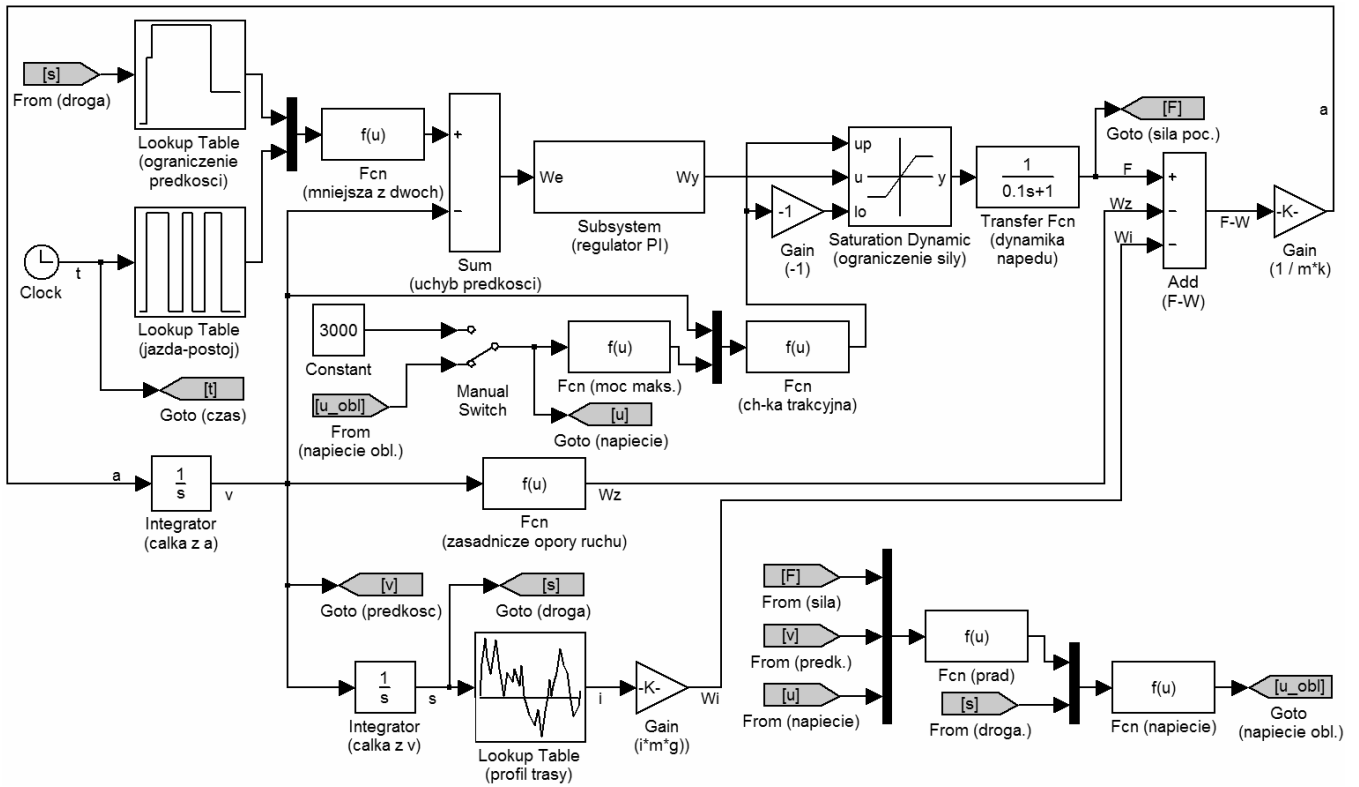 [s]
From (droga)
Lookup Table
(ograniczenie
predkosci)
f(u)
Fcn
(mniejsza z dwoch)
+
−
Sum
(uchyb predkosci)
We
Wy
Subsystem
(regulator PI)
up
u
lo
y
Saturation Dynamic
(ograniczenie sily)
-1
Gain
(-1)
1
0.1s+1
Transfer Fcn
(dynamika
napedu)
[F]
Goto (sila poc.)
F
Wz
Wi
+
−
−
Add
(F-W)
F-W
-K-
Gain
(1 / m*k)
a
Clock
t
Lookup Table
(jazda-postoj)
[t]
Goto (czas)
3000
Constant
[u_obl]
From
(napiecie obl.)
Manual
Switch
f(u)
Fcn (moc maks.)
[u]
Goto (napiecie)
f(u)
Fcn
(ch-ka trakcyjna)
a
1
s
Integrator
(calka z a)
v
f(u)
Wz
Fcn
(zasadnicze opory ruchu)
[v]
Goto (predkosc)
[s]
Goto (droga)
1
s
Integrator
(calka z v)
s
Lookup Table
(profil trasy)
i
-K-
Gain
(i*m*g))
Wi
[F]
From (sila)
[v]
From (predk.)
[u]
From (napiecie)
f(u)
Fcn (prad)
[s]
From (droga.)
f(u)
Fcn (napiecie)
[u_obl]
Goto
(napiecie obl.)